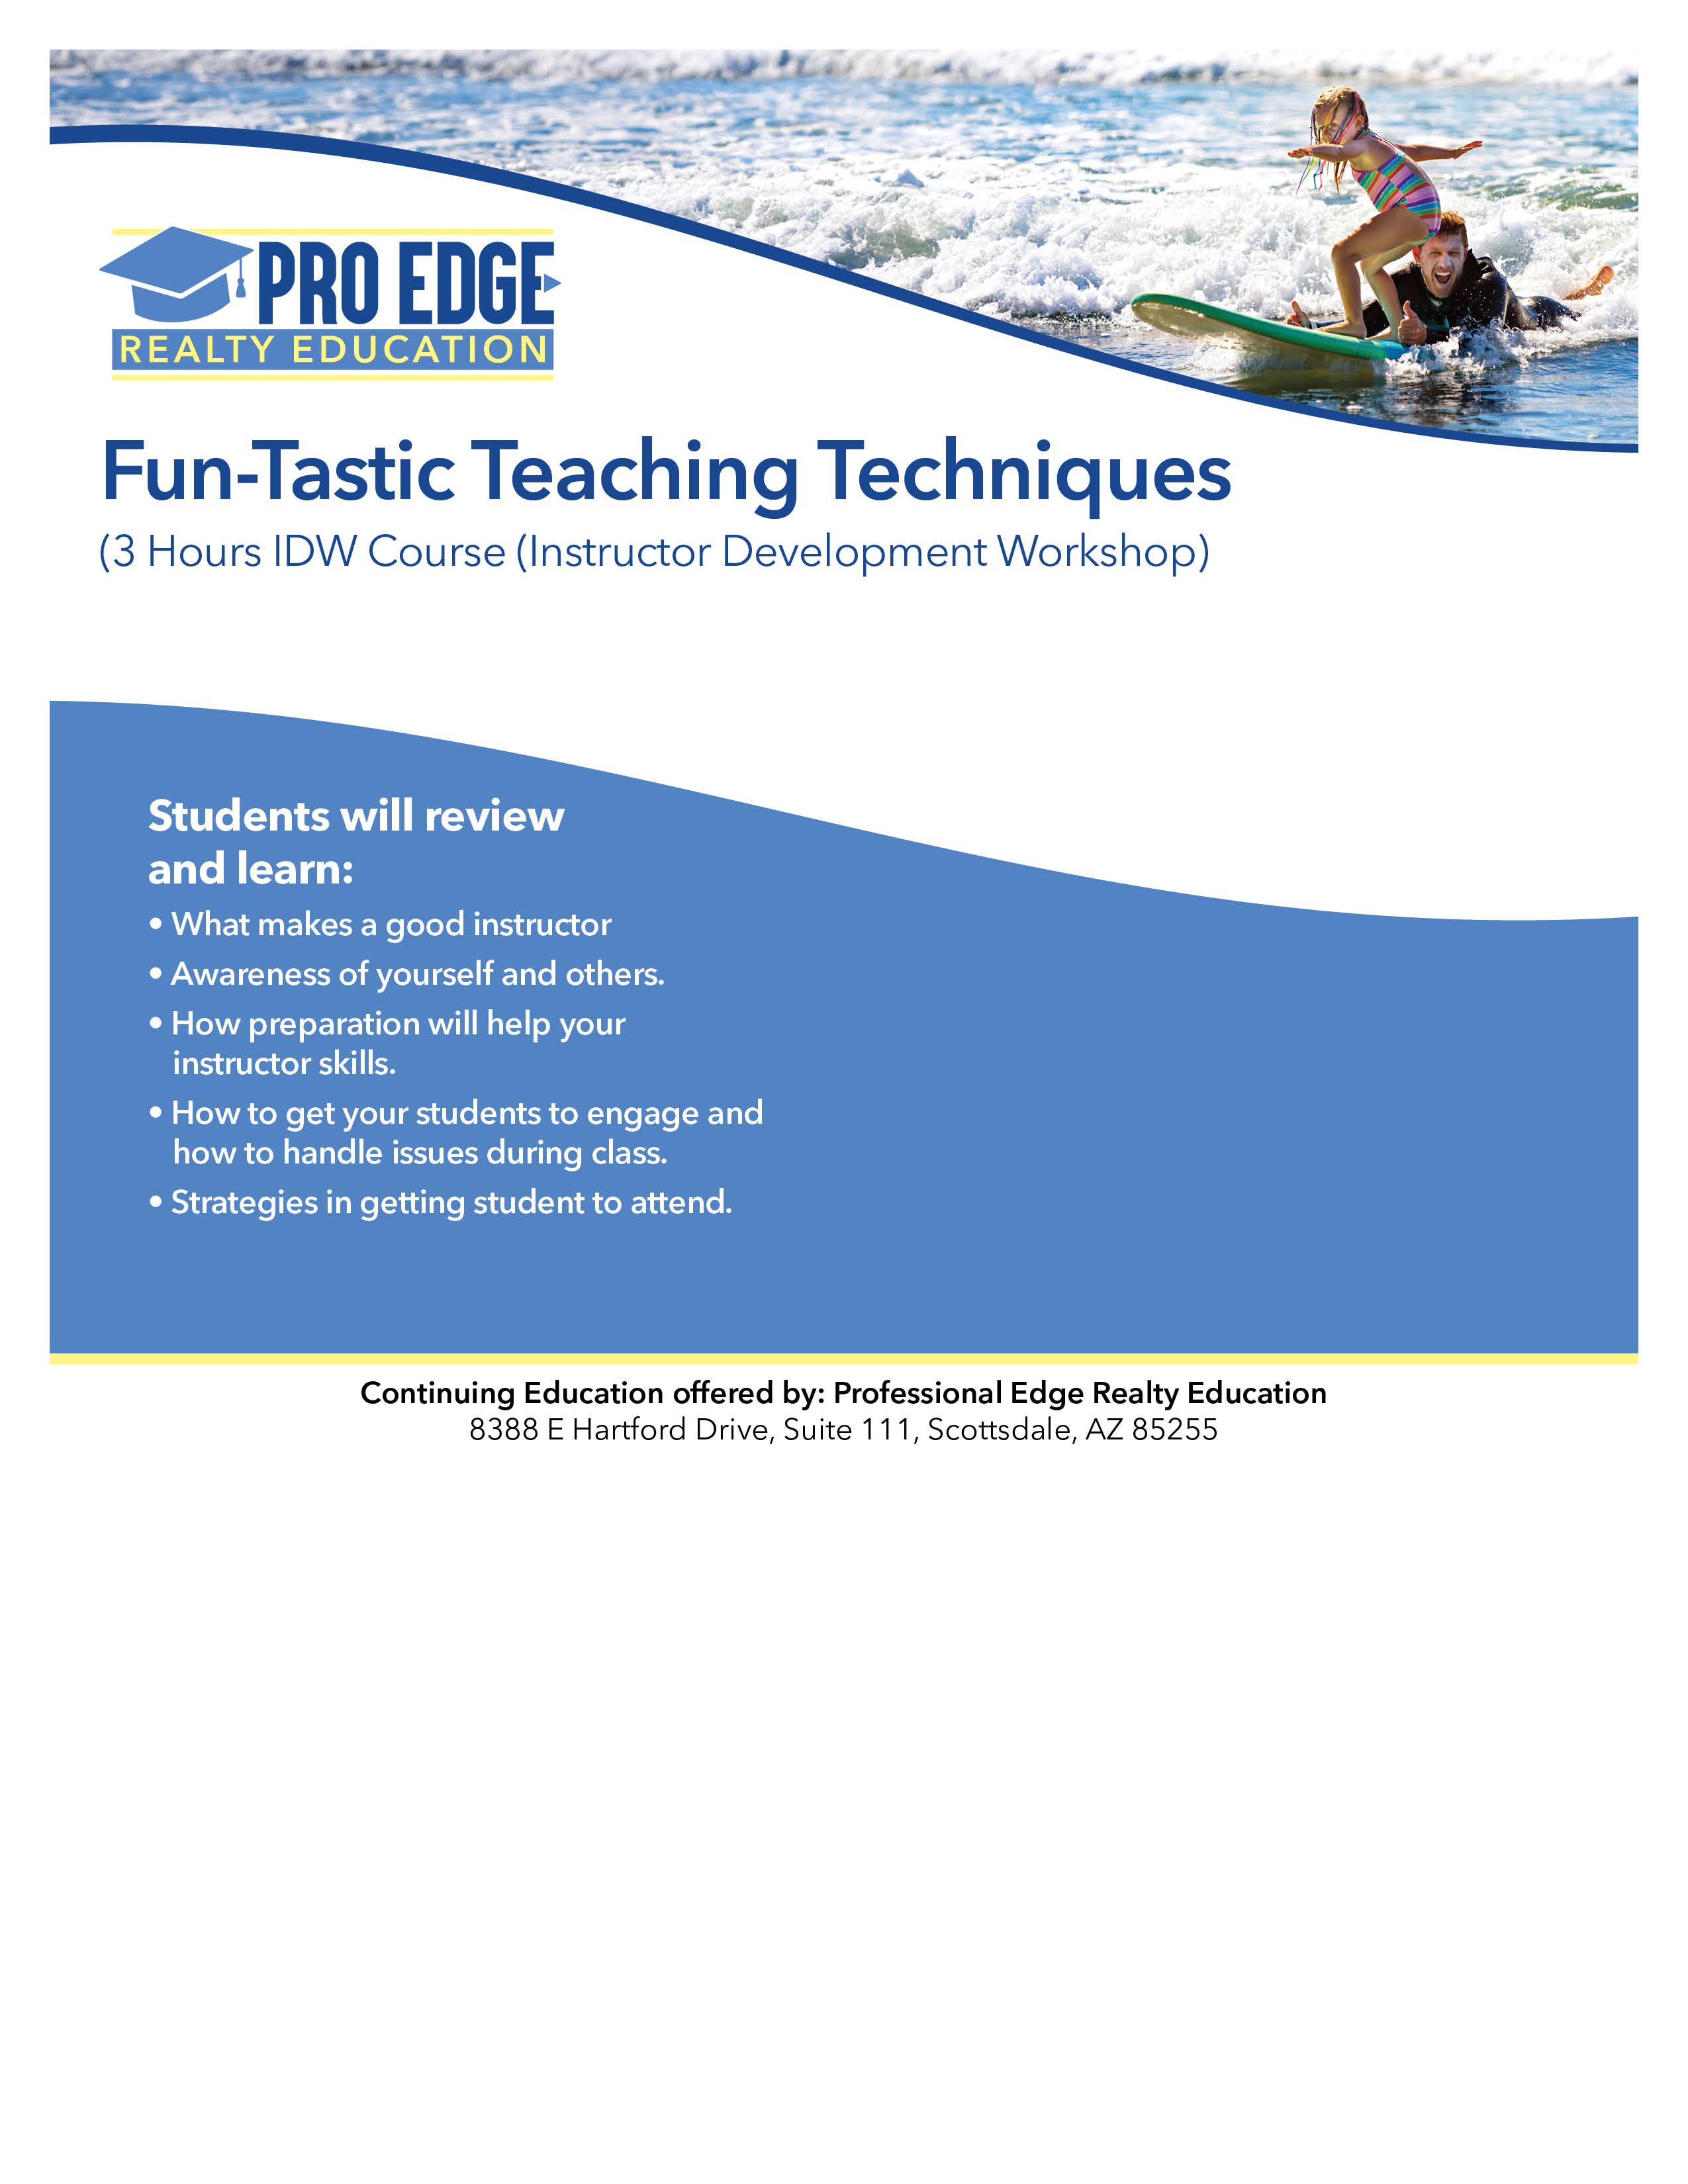 PRO EDGE
REALTY EDUCATION
Fun-Tastic Teaching Techniques
(3 Hours IDW Course (Instructor Development Workshop)
Students will review
and learn:
• What makes a good instructor
• Awareness of yourself and others.
• How preparation will help your
instructor skills.
• How to get your students to engage and
how to handle issues during class.
• Strategies in getting student to attend.
Continuing Education offered by: Professional Edge Realty Education
8388 E Hartford Drive, Suite 111, Scottsdale, AZ 85255